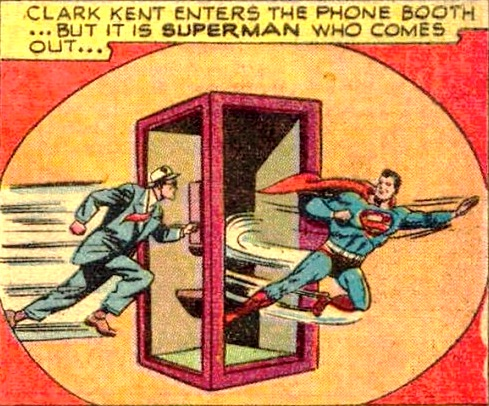 CLARK KENT ENTERS THE PHONE BOOTH
...BUT IT IS SUPERMAN WHO COMES
OUT...